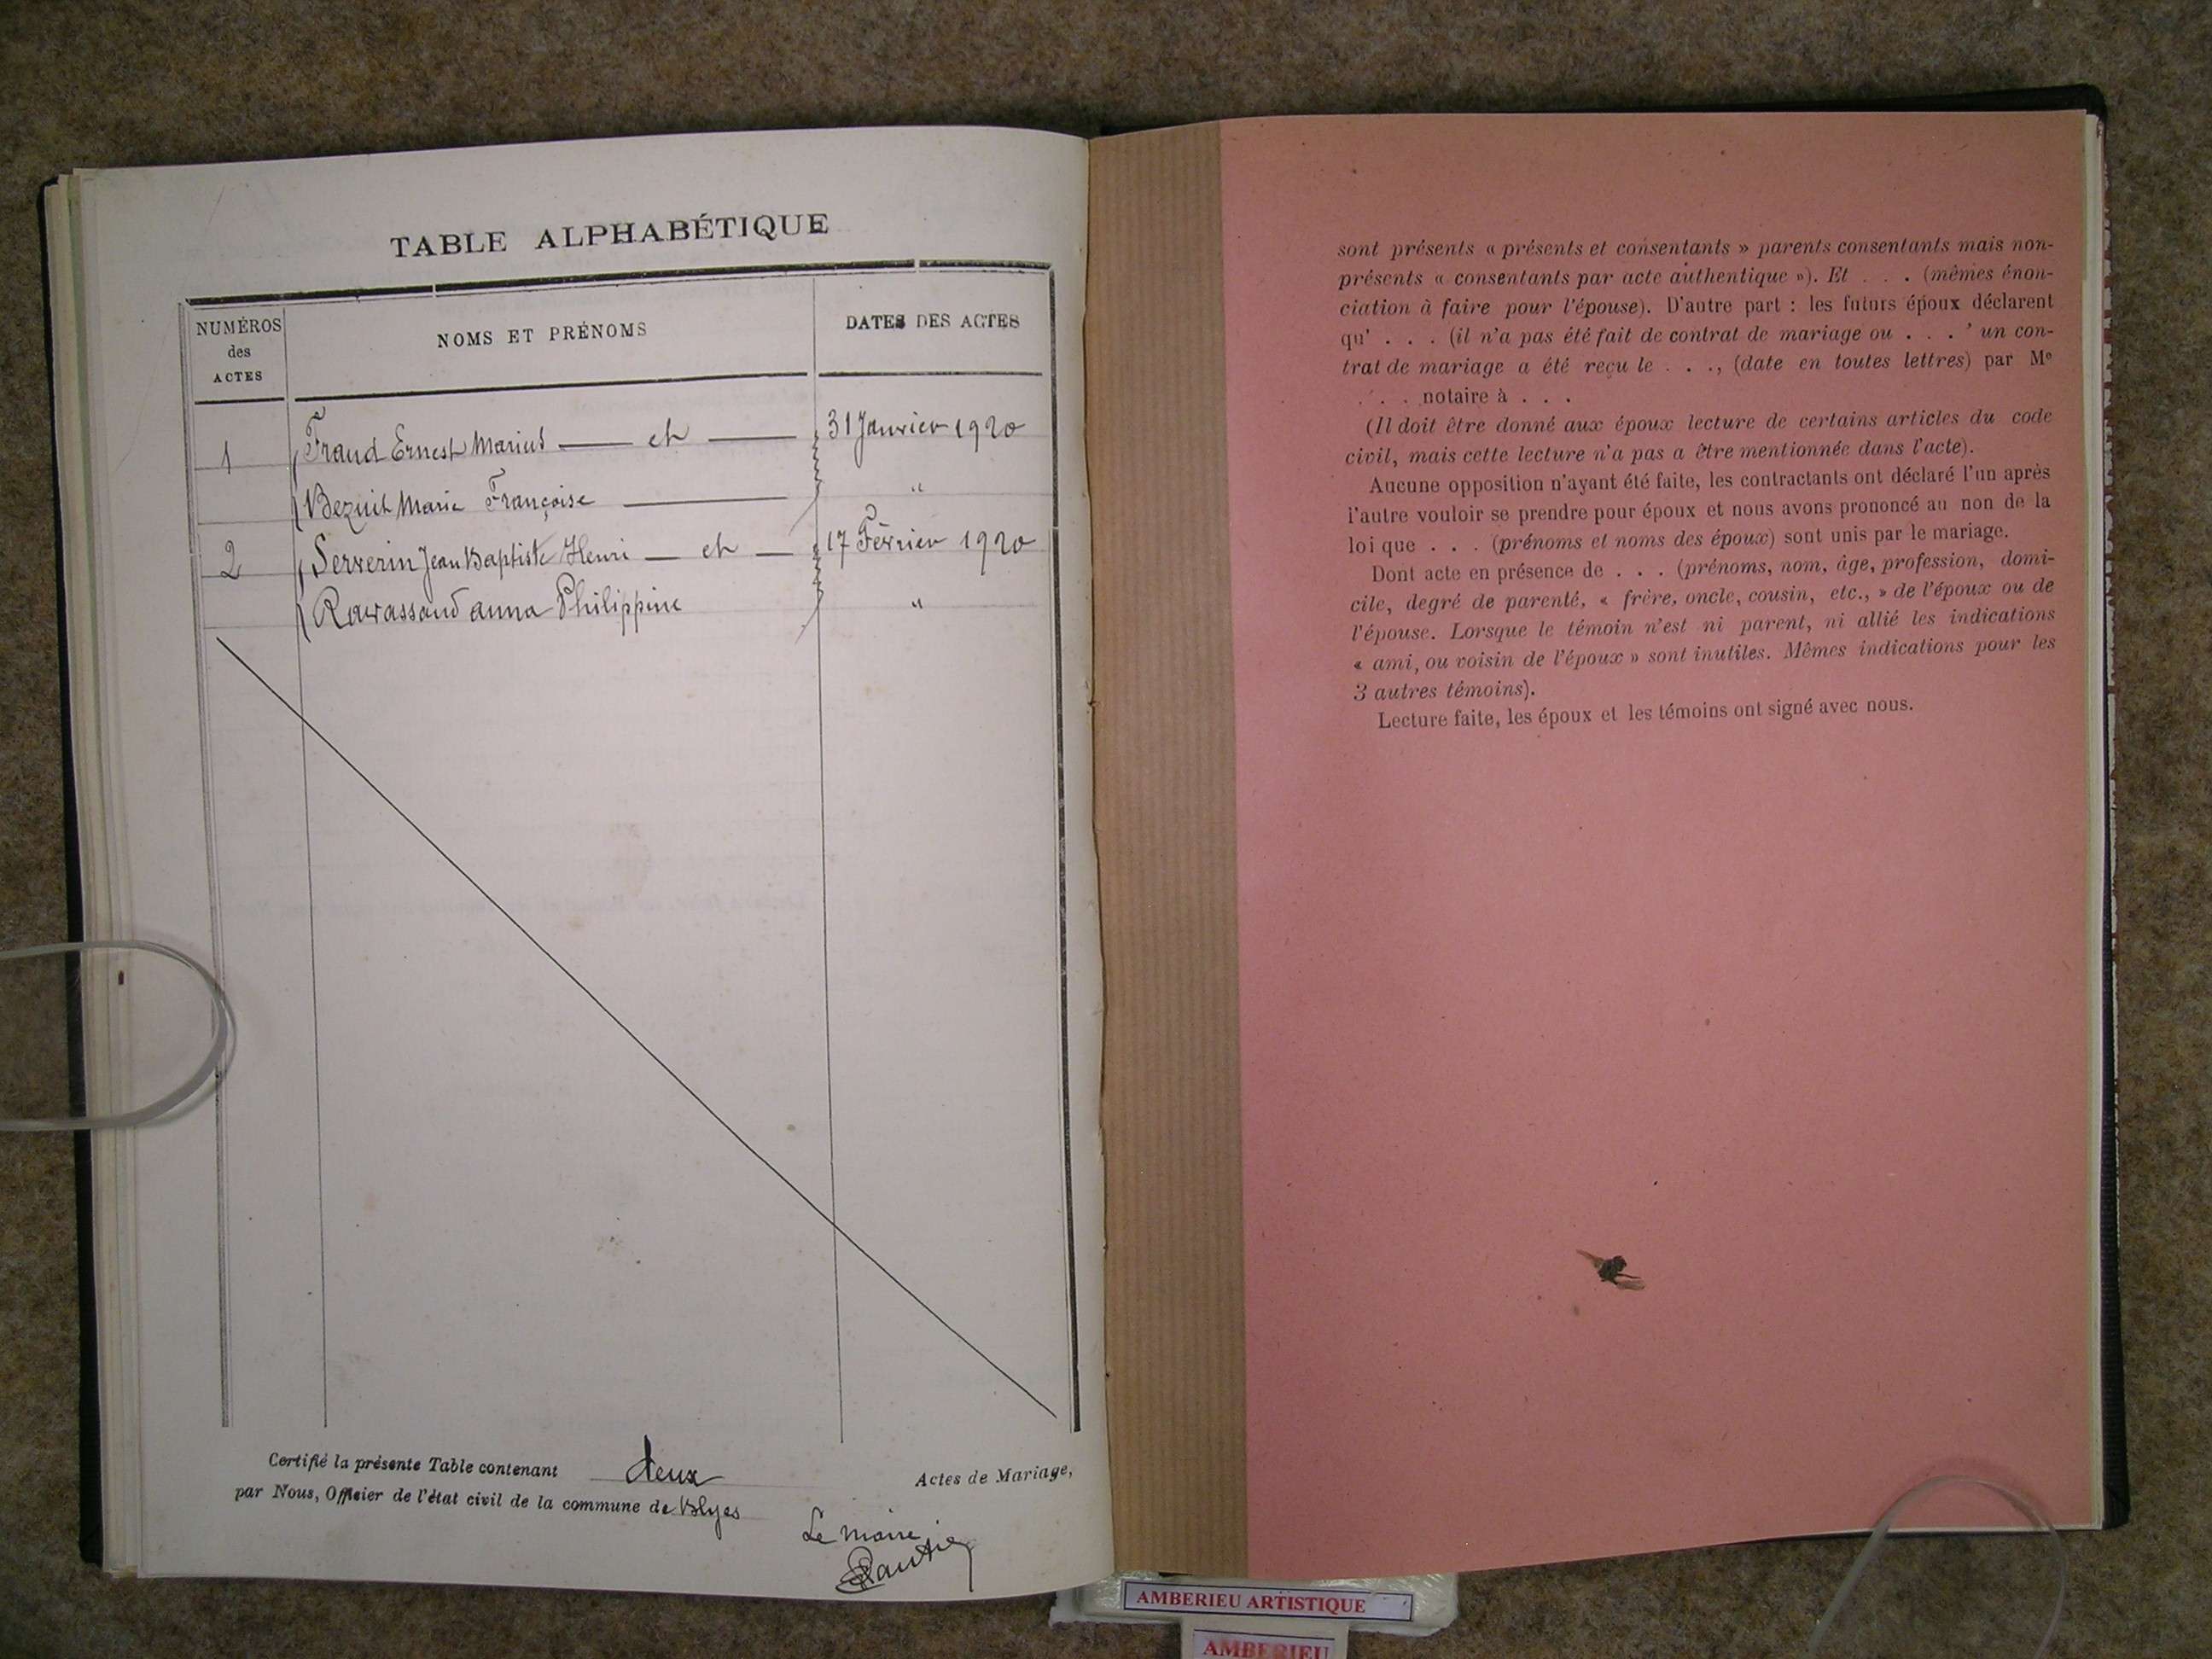 TABLE ALPHABÉTIQUE
NUMÉROS
des
ACTES
NOMS ET PRÉNOMS
DATES DES ACTES
1 Fraud Ernest Marius — et — 31 Janvier 1920
Bezuit Marie Françoise — "
2 Serverin Jean Baptiste Henri — et — 17 Février 1920
Ravassaud anna Philippine "
Certifié la présente Table contenant deux Actes de Mariage,
par Nous, Officier de l'état civil de la commune de Blyes
Le maire
sont présents « présents et consentants » parents consentants mais non-
présents « consentants par acte authentique »). Et . . . (mêmes énon-
ciation à faire pour l'épouse). D'autre part : les futurs époux déclarent
qu' . . . (il n'a pas été fait de contrat de mariage ou . . . ' un con-
trat de mariage a été reçu le . . ., (date en toutes lettres) par Me
. . . notaire à . . .
(Il doit être donné aux époux lecture de certains articles du code
civil, mais cette lecture n'a pas a être mentionnée dans l'acte).
Aucune opposition n'ayant été faite, les contractants ont déclaré l'un après
l'autre vouloir se prendre pour époux et nous avons prononcé au non de la
loi que . . . (prénoms et noms des époux) sont unis par le mariage.
Dont acte en présence de . . . (prénoms, nom, âge, profession, domi-
cile, degré de parenté, « frère, oncle, cousin, etc., » de l'époux ou de
l'épouse. Lorsque le témoin n'est ni parent, ni allié les indications
« ami, ou voisin de l'époux » sont inutiles. Mêmes indications pour les
3 autres témoins).
Lecture faite, les époux et les témoins ont signé avec nous.
AMBERIEU ARTISTIQUE
AMBERIEU